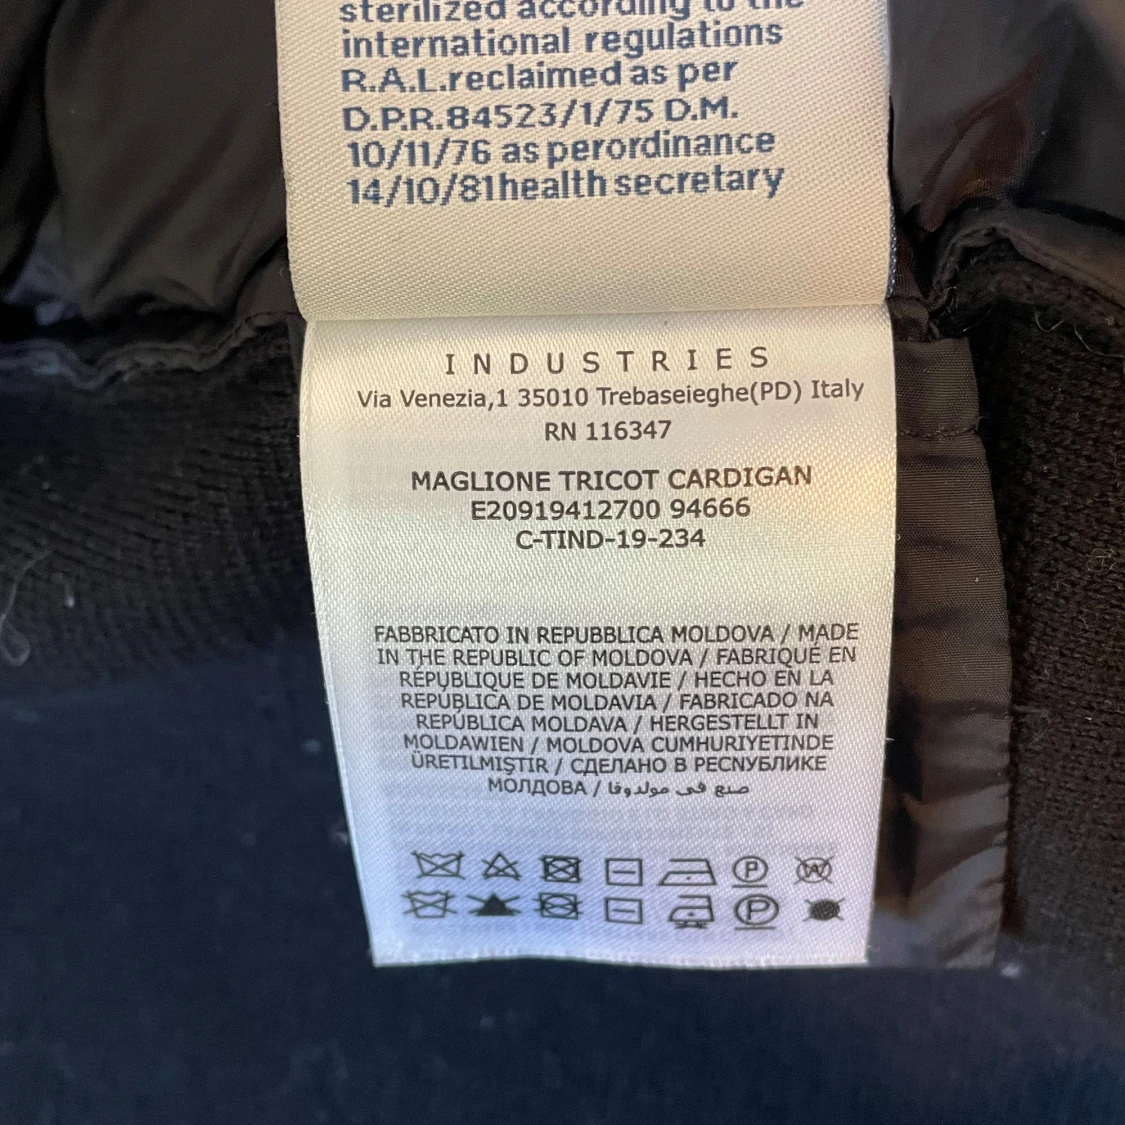 sterilized according to the
international regulations
R.A.L.reclaimed as per
D.P.R.84523/1/75 D.M.
10/11/76 as perordinance
14/10/81health secretary
INDUSTRIES
Via Venezia,1 35010 Trebaseieghe(PD) Italy
RN 116347
MAGLIONE TRICOT CARDIGAN
E20919412700 94666
C-TIND-19-234
FABBRICATO IN REPUBBLICA MOLDOVA / MADE
IN THE REPUBLIC OF MOLDOVA / FABRIQUÉ EN
RÉPUBLIQUE DE MOLDAVIE / HECHO EN LA
REPUBLICA DE MOLDAVIA / FABRICADO NA
REPÚBLICA MOLDAVA / HERGESTELLT IN
MOLDAWIEN / MOLDOVA CUMHURIYETINDE
ÜRETILMIŞTIR / СДЕЛАНО В РЕСПУБЛИКЕ
МОЛДОВА / صنع في مولدوفا
P W
P